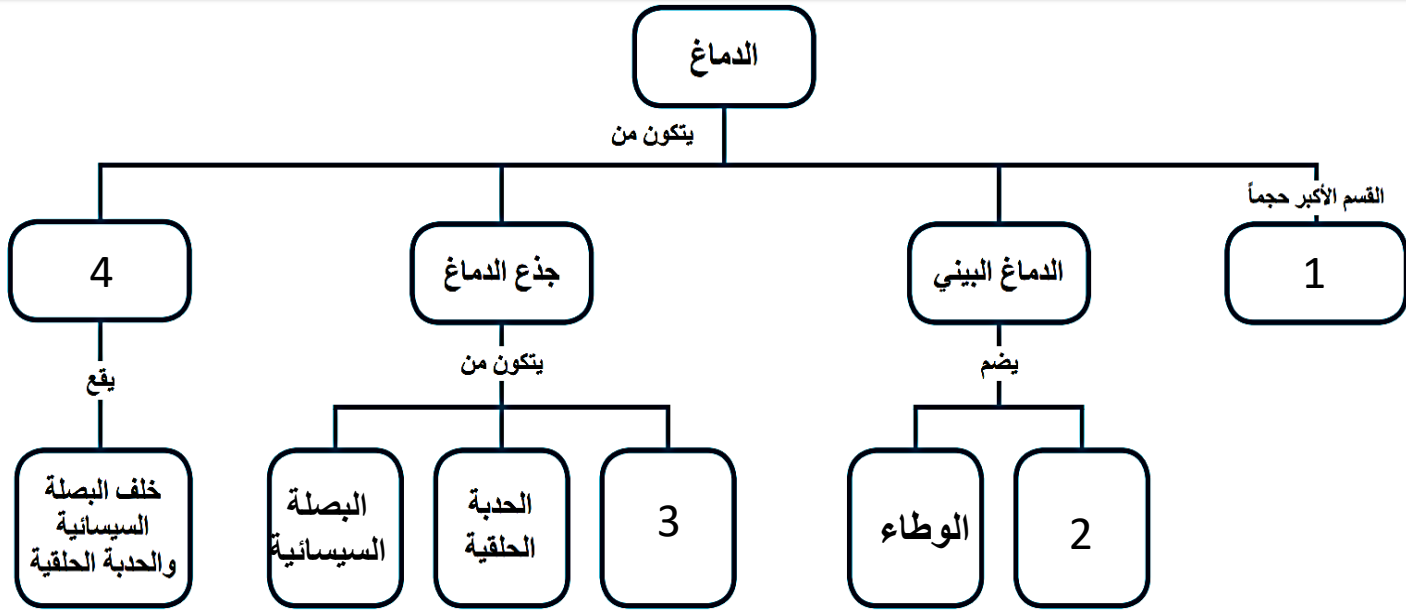 الدماغ
يتكون من
القسم الأكبر حجماً
1
الدماغ البيني
جذع الدماغ
4
يضم
يتكون من
يقع
2
الوطاء
3
الحدبة
الحلقية
البصلة
السيسائية
خلف البصلة
السيسائية
والحدبة الحلقية